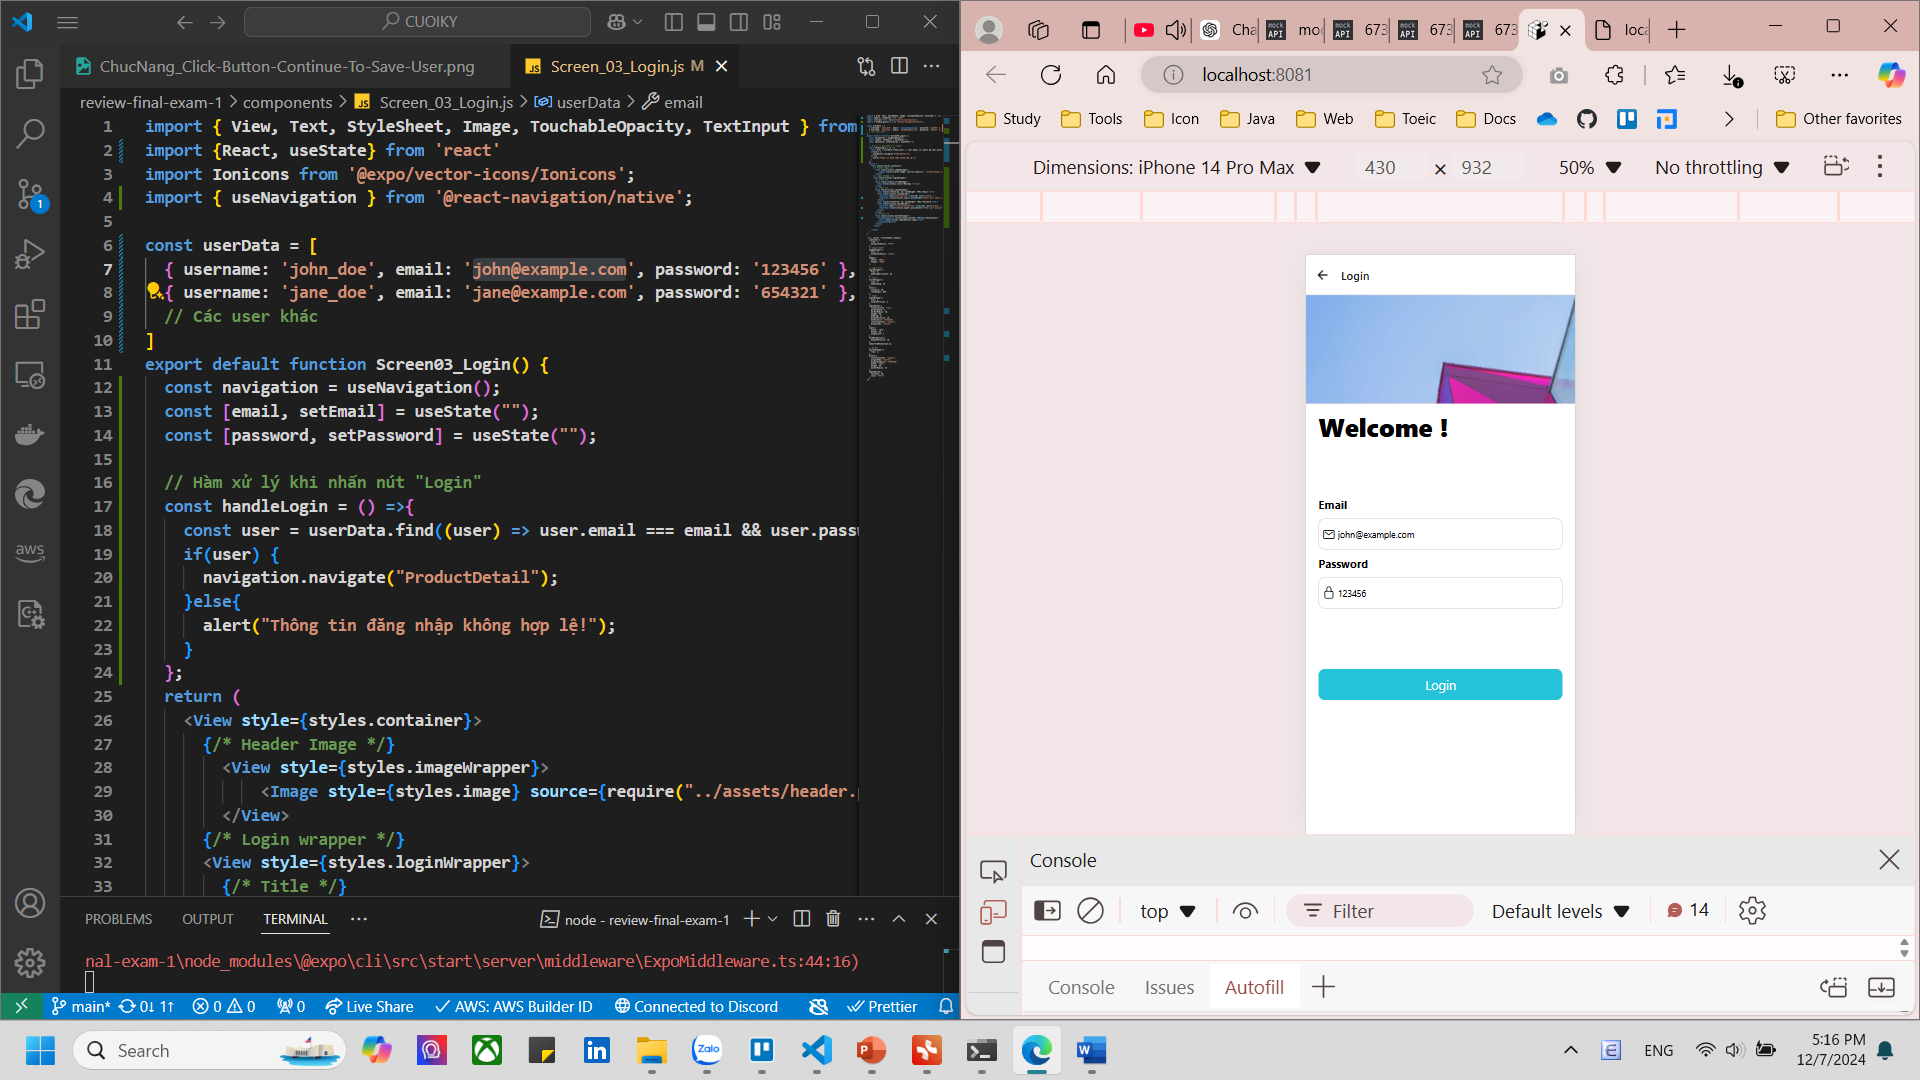 CUOIKY
ChucNang_Click-Button-Continue-To-Save-User.png
Screen_03_Login.js M
review-final-exam-1 > components > Screen_03_Login.js > userData > email
1 import { View, Text, StyleSheet, Image, TouchableOpacity, TextInput } from
2 import {React, useState} from 'react'
3 import Ionicons from '@expo/vector-icons/Ionicons';
4 import { useNavigation } from '@react-navigation/native';
5
6 const userData = [
7 { username: 'john_doe', email: 'john@example.com', password: '123456' },
8 { username: 'jane_doe', email: 'jane@example.com', password: '654321' },
9 // Các user khác
10 ]
11 export default function Screen03_Login() {
12 const navigation = useNavigation();
13 const [email, setEmail] = useState("");
14 const [password, setPassword] = useState("");
15
16 // Hàm xử lý khi nhấn nút "Login"
17 const handleLogin = () =>{
18 const user = userData.find((user) => user.email === email && user.passw
19 if(user) {
20 navigation.navigate("ProductDetail");
21 }else{
22 alert("Thông tin đăng nhập không hợp lệ!");
23 }
24 };
25 return (
26 <View style={styles.container}>
27 {/* Header Image */}
28 <View style={styles.imageWrapper}>
29 <Image style={styles.image} source={require("../assets/header.p
30 </View>
31 {/* Login wrapper */}
32 <View style={styles.loginWrapper}>
33 {/* Title */}
PROBLEMS OUTPUT TERMINAL node - review-final-exam-1
nal-exam-1\node_modules\@expo\cli\src\start\server\middleware\ExpoMiddleware.ts:44:16)
main* 0↓ 1↑ 0 0 0 Live Share AWS: AWS Builder ID Connected to Discord Prettier
Cha mo 673 673 673 loca
localhost:8081
Study Tools Icon Java Web Toeic Docs Other favorites
Dimensions: iPhone 14 Pro Max 430 × 932 50% No throttling
Login
Welcome !
Email
john@example.com
Password
123456
Login
Console
top Filter Default levels 14
Console Issues Autofill
aws
1
Search
Zalo
ENG
5:16 PM
12/7/2024